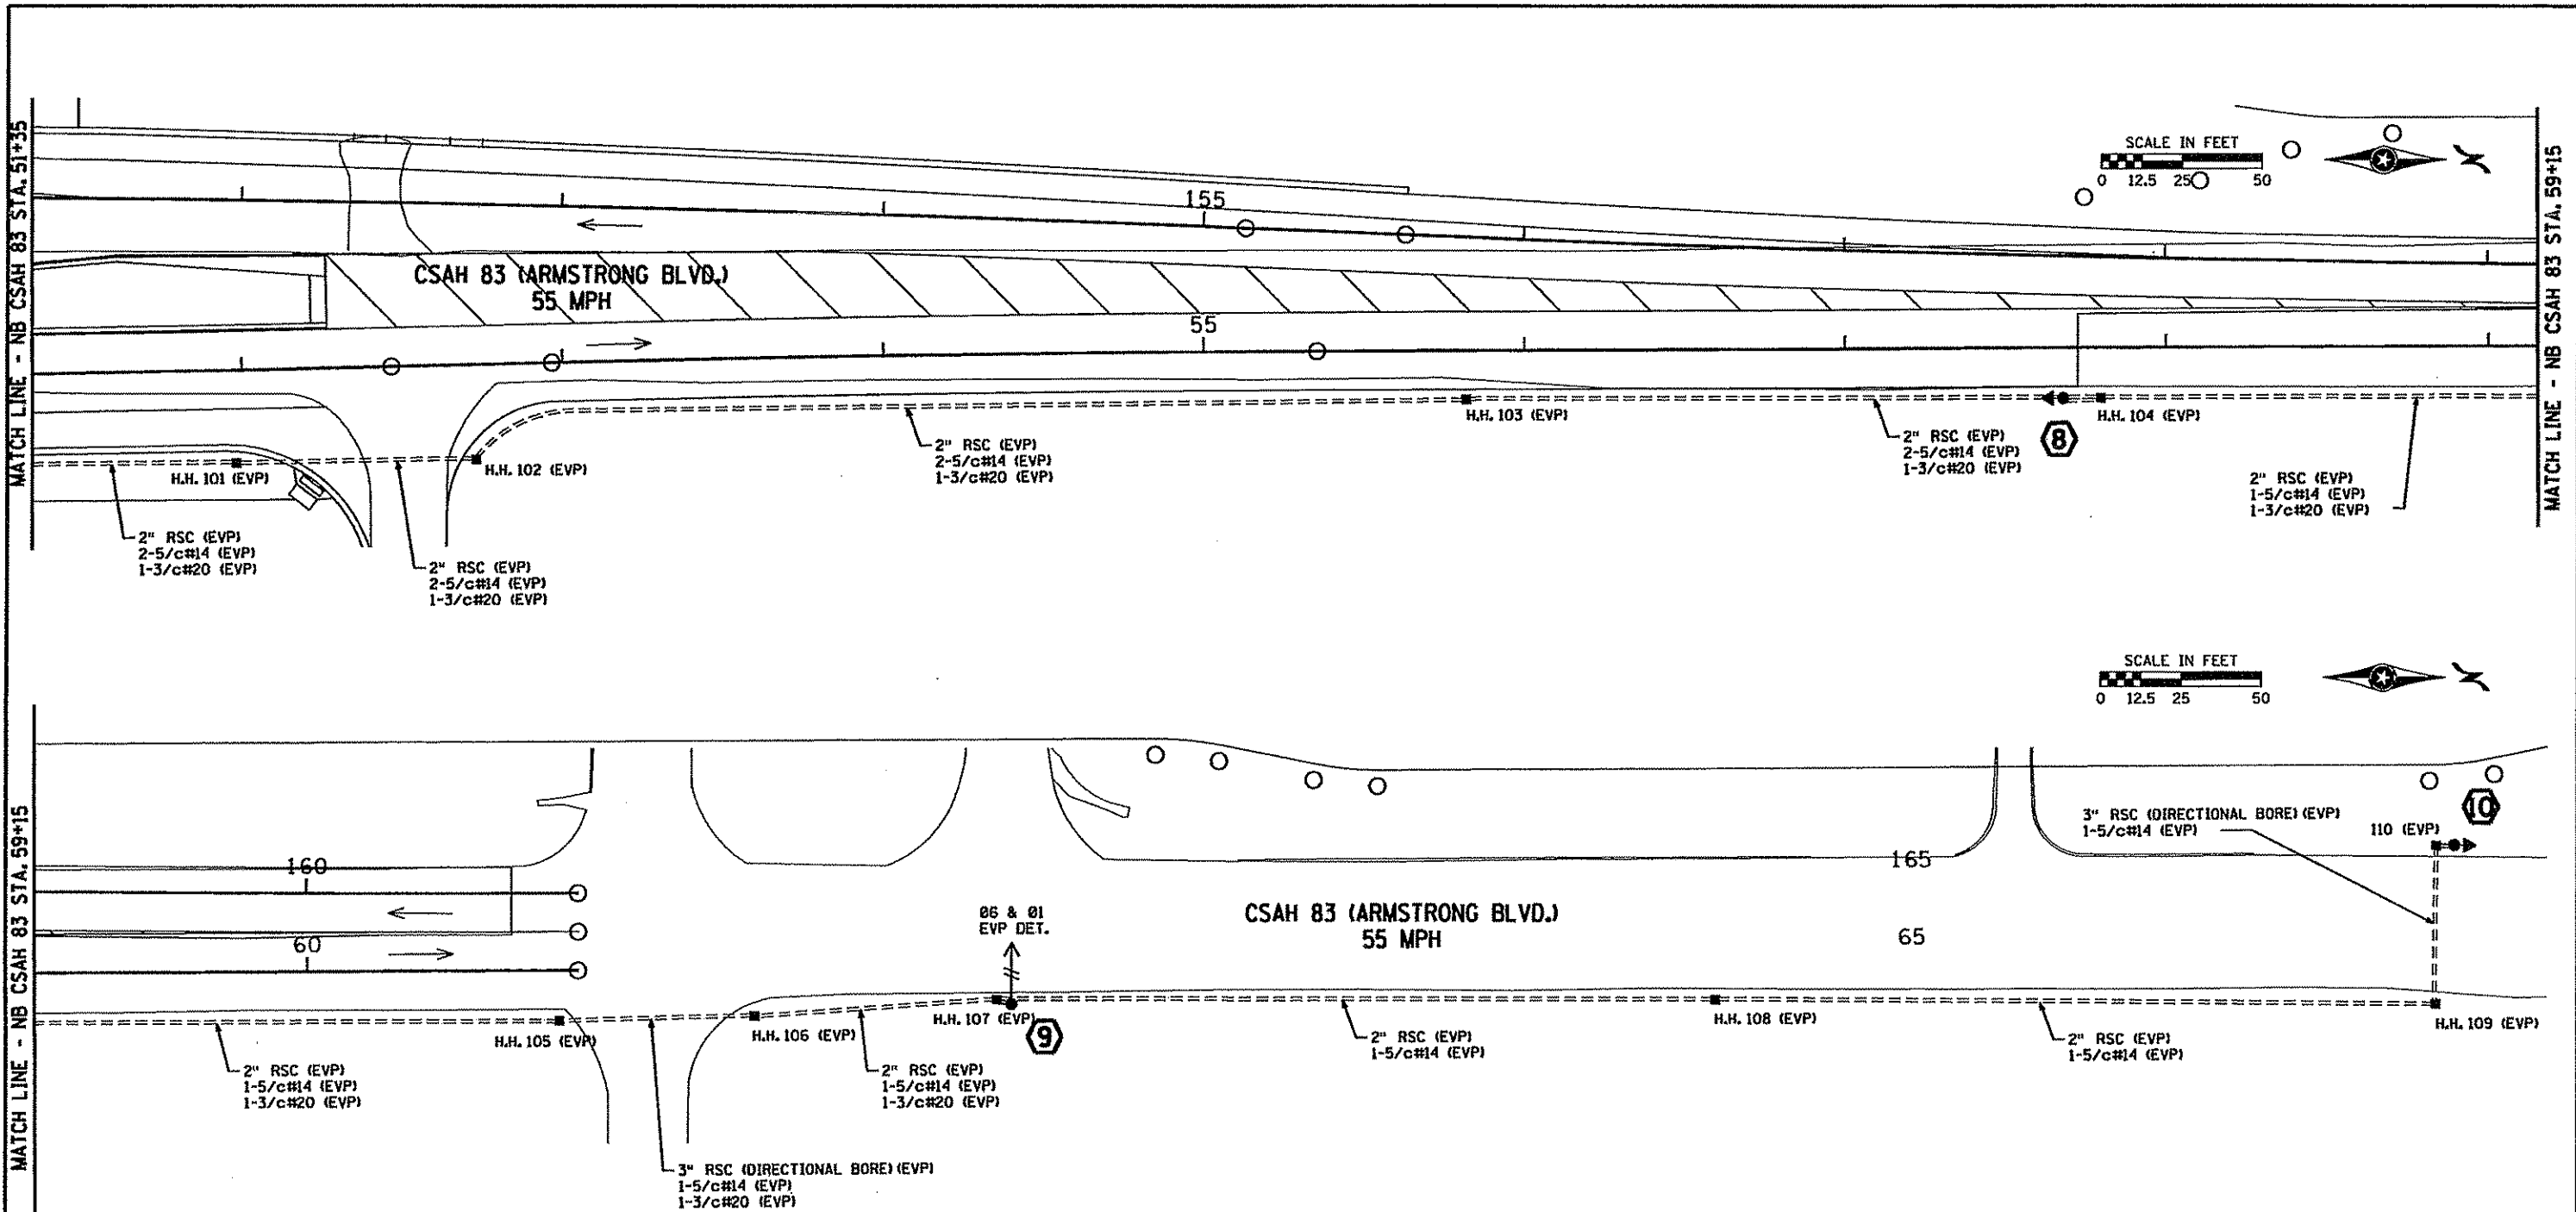 MATCH LINE - NB CSAH 83 STA. 51+35
155
CSAH 83 (ARMSTRONG BLVD.)
55 MPH
55
SCALE IN FEET
0 12.5 25 50
N
MATCH LINE - NB CSAH 83 STA. 59+15
H.H. 101 (EVP)
H.H. 102 (EVP)
H.H. 103 (EVP)
H.H. 104 (EVP)
8
2" RSC (EVP)
2-5/c#14 (EVP)
1-3/c#20 (EVP)
2" RSC (EVP)
2-5/c#14 (EVP)
1-3/c#20 (EVP)
2" RSC (EVP)
2-5/c#14 (EVP)
1-3/c#20 (EVP)
2" RSC (EVP)
2-5/c#14 (EVP)
1-3/c#20 (EVP)
2" RSC (EVP)
1-5/c#14 (EVP)
1-3/c#20 (EVP)
SCALE IN FEET
0 12.5 25 50
N
MATCH LINE - NB CSAH 83 STA. 59+15
160
60
Ø6 & Ø1
EVP DET.
CSAH 83 (ARMSTRONG BLVD.)
55 MPH
165
65
3" RSC (DIRECTIONAL BORE) (EVP)
1-5/c#14 (EVP)
110 (EVP)
10
H.H. 105 (EVP)
H.H. 106 (EVP)
H.H. 107 (EVP)
9
H.H. 108 (EVP)
H.H. 109 (EVP)
2" RSC (EVP)
1-5/c#14 (EVP)
1-3/c#20 (EVP)
3" RSC (DIRECTIONAL BORE) (EVP)
1-5/c#14 (EVP)
1-3/c#20 (EVP)
2" RSC (EVP)
1-5/c#14 (EVP)
1-3/c#20 (EVP)
2" RSC (EVP)
1-5/c#14 (EVP)
2" RSC (EVP)
1-5/c#14 (EVP)